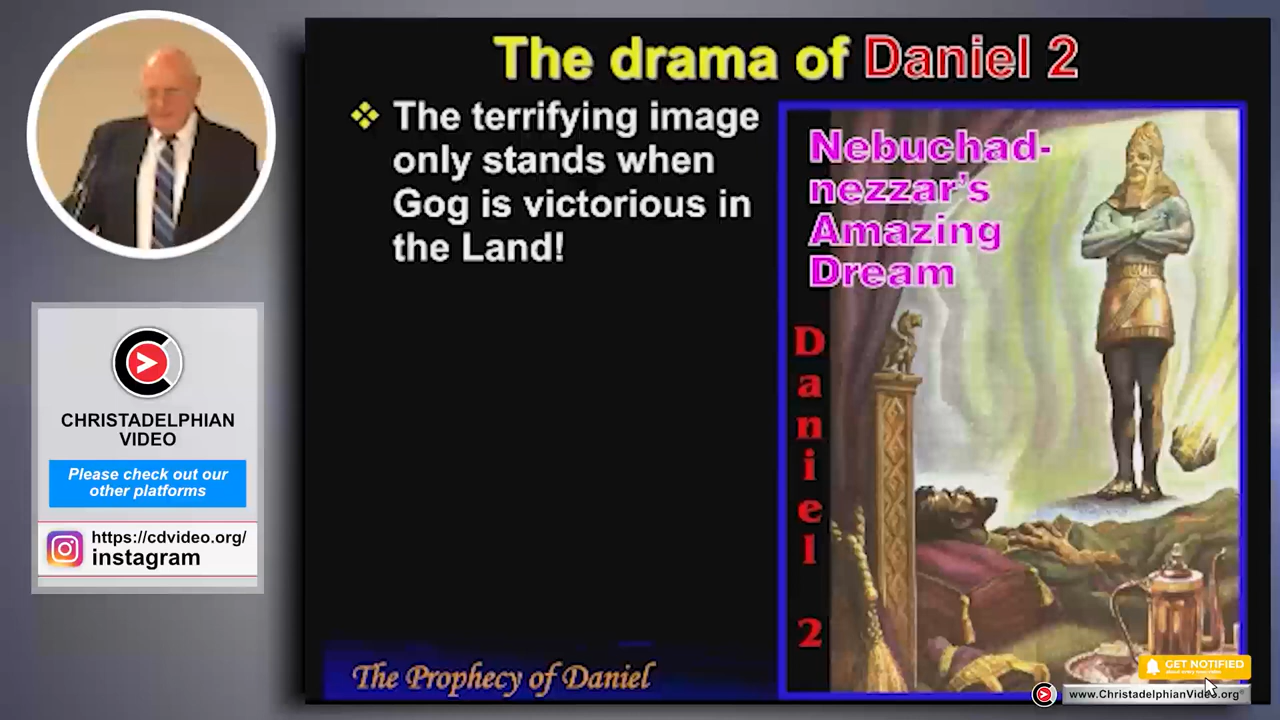 The drama of Daniel 2
❖ The terrifying image
only stands when
Gog is victorious in
the Land!
Nebuchad-
nezzar's
Amazing
Dream
D
a
n
i
e
l
2
The Prophecy of Daniel
CHRISTADELPHIAN
VIDEO
Please check out our
other platforms
https://cdvideo.org/
instagram
GET NOTIFIED
www.ChristadelphianVideo.org